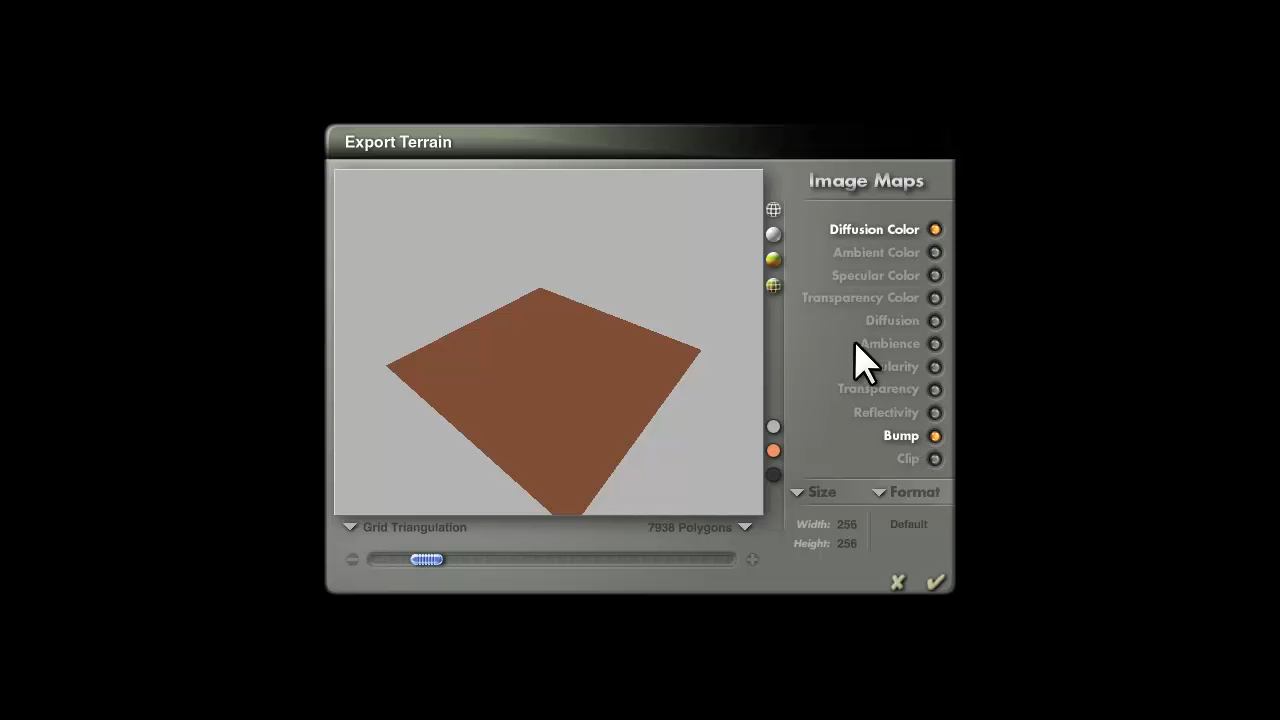 Export Terrain
Image Maps
Diffusion Color
Ambient Color
Specular Color
Transparency Color
Diffusion
Ambience
ularity
Transparency
Reflectivity
Bump
Clip
Size Format
Width: 256 Default
Height: 256
Grid Triangulation 7938 Polygons